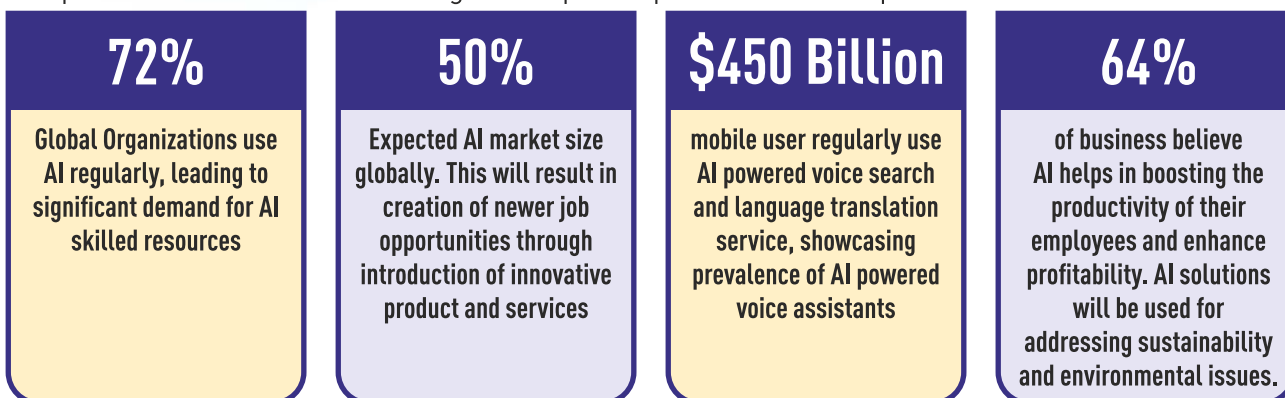 72%
Global Organizations use
AI regularly, leading to
significant demand for AI
skilled resources
50%
Expected AI market size
globally. This will result in
creation of newer job
opportunities through
introduction of innovative
product and services
$450 Billion
mobile user regularly use
AI powered voice search
and language translation
service, showcasing
prevalence of AI powered
voice assistants
64%
of business believe
AI helps in boosting the
productivity of their
employees and enhance
profitability. AI solutions
will be used for
addressing sustainability
and environmental issues.